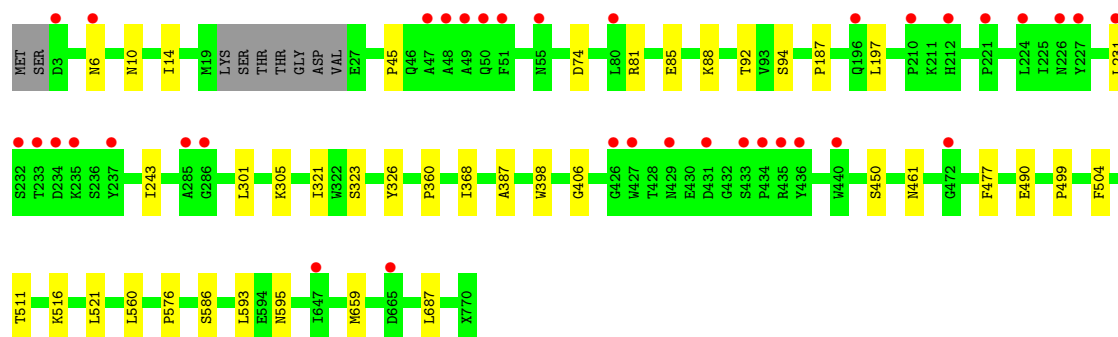 MET SER D3 N6 N10 I14 M19 LYS SER THR THR GLY ASP VAL E27 P45 Q46 A47 A48 A49 Q50 F51 N55 D74 L80 R81 E85 K88 T92 V93 S94 P187 Q196 L197 P210 K211 H212 P221 L224 I225 N226 Y227 L231
S232 T233 D234 K235 S236 Y237 I243 A285 G286 L301 K305 I321 W322 S323 Y326 P360 I368 A387 W398 G406 G426 W427 T428 N429 E430 D431 G432 S433 P434 R435 Y436 W440 S450 N461 G472 F477 E490 P499 F504
T511 K516 L521 L560 P576 S586 L593 E594 N595 I647 M659 D665 L687 X770